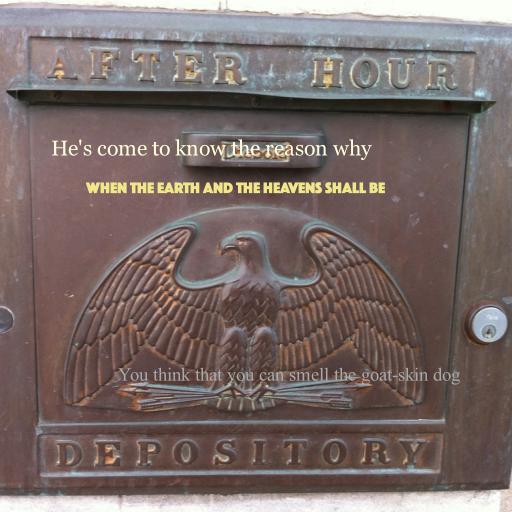 AFTER HOUR
He's come to know the reason why
WHEN THE EARTH AND THE HEAVENS SHALL BE
You think that you can smell the goat-skin dog
DEPOSITORY